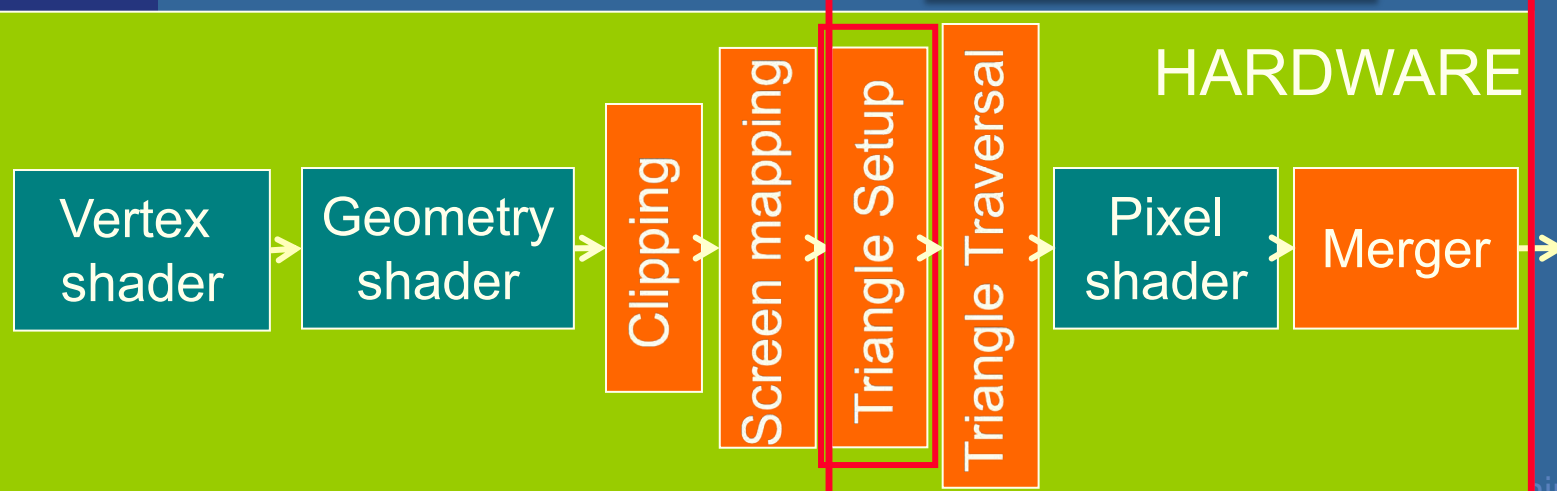 HARDWARE
Vertex
shader
Geometry
shader
Clipping
Screen mapping
Triangle Setup
Triangle Traversal
Pixel
shader
Merger